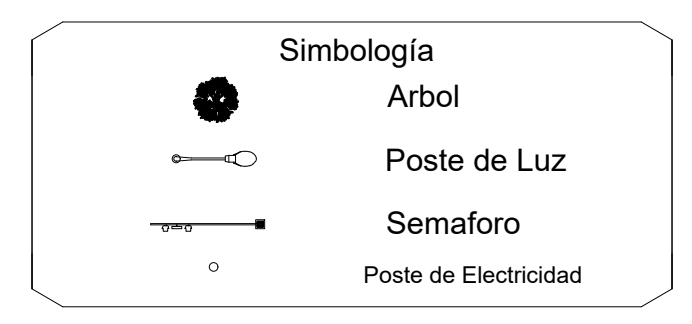 Simbología
Arbol
Poste de Luz
Semaforo
Poste de Electricidad